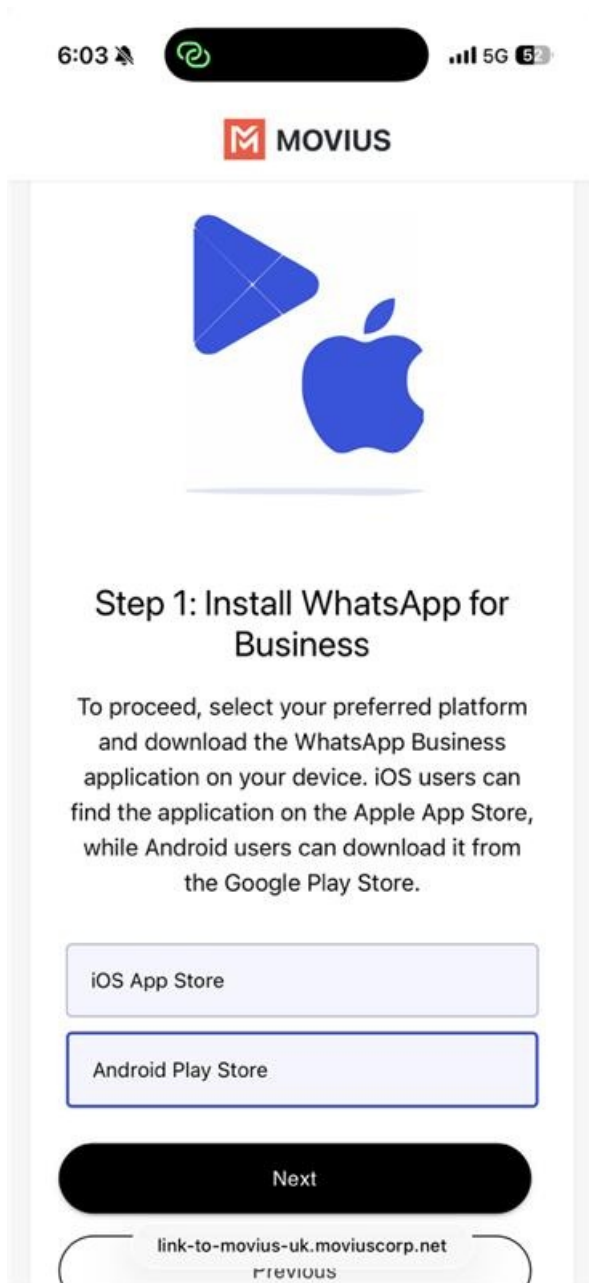 6:03
5G 52
MOVIUS
Step 1: Install WhatsApp for
Business
To proceed, select your preferred platform
and download the WhatsApp Business
application on your device. iOS users can
find the application on the Apple App Store,
while Android users can download it from
the Google Play Store.
iOS App Store
Android Play Store
Next
link-to-movius-uk.moviuscorp.net
Previous